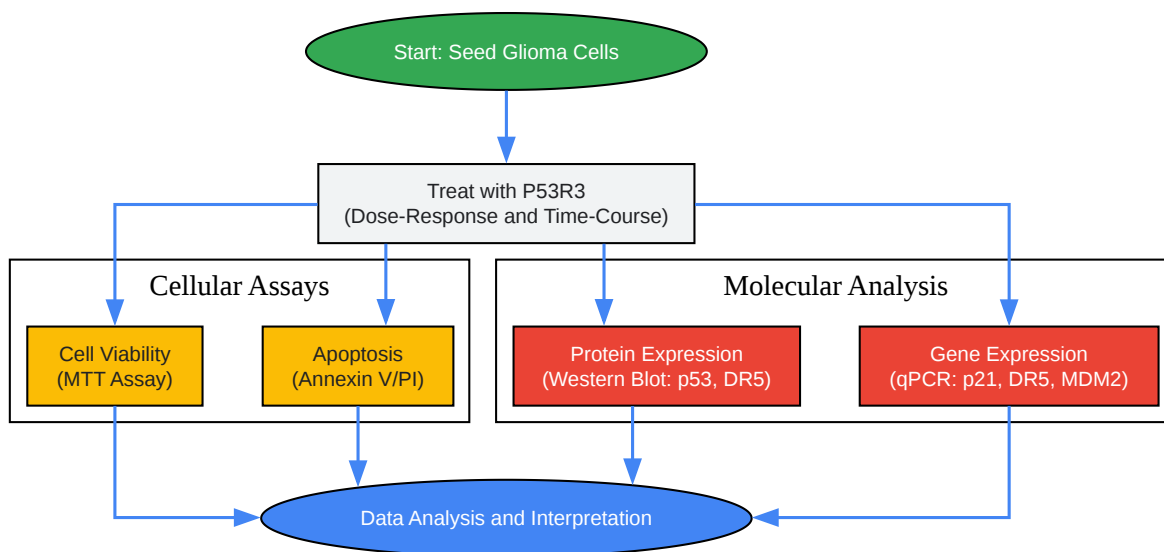 Start: Seed Glioma Cells
Treat with P53R3
(Dose-Response and Time-Course)
Cellular Assays
Molecular Analysis
Cell Viability
(MTT Assay)
Apoptosis
(Annexin V/PI)
Protein Expression
(Western Blot: p53, DR5)
Gene Expression
(qPCR: p21, DR5, MDM2)
Data Analysis and Interpretation